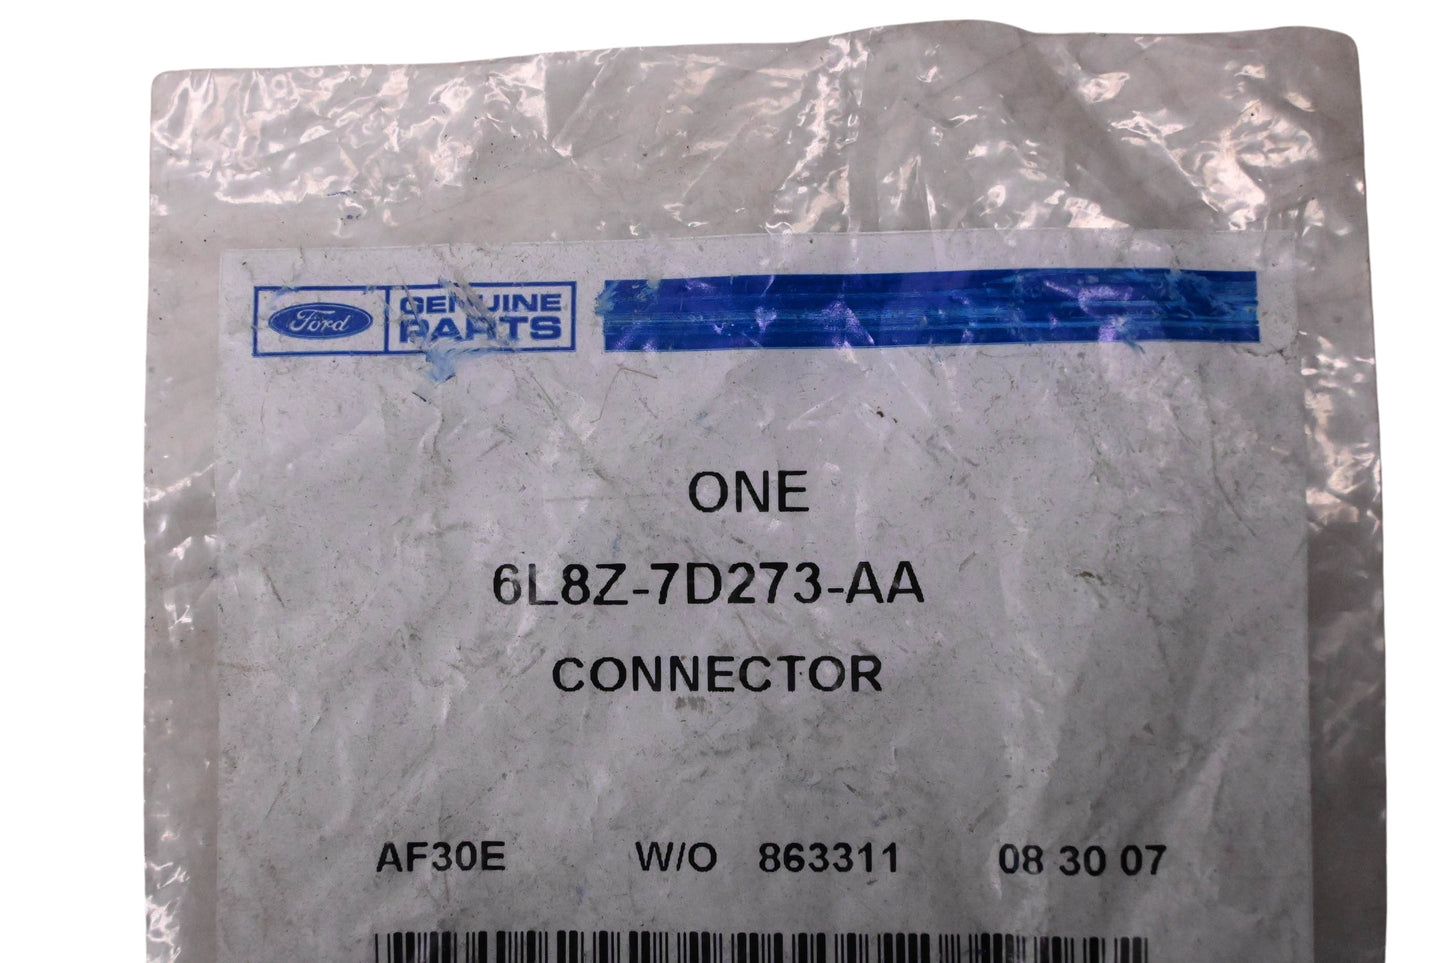 Ford
GENUINE
PARTS
ONE
6L8Z-7D273-AA
CONNECTOR
AF30E W/O 863311 08 30 07